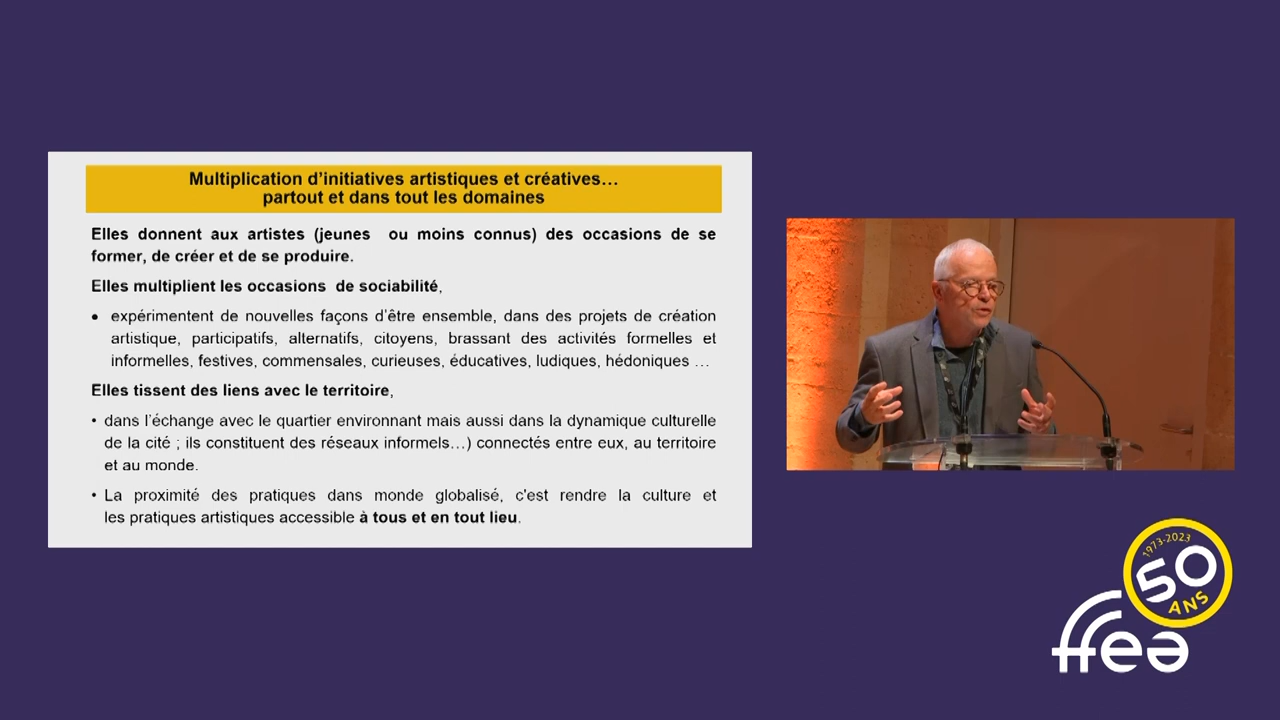 Multiplication d'initiatives artistiques et créatives…
partout et dans tout les domaines
Elles donnent aux artistes (jeunes ou moins connus) des occasions de se
former, de créer et de se produire.
Elles multiplient les occasions de sociabilité,
• expérimentent de nouvelles façons d'être ensemble, dans des projets de création
artistique, participatifs, alternatifs, citoyens, brassant des activités formelles et
informelles, festives, commensales, curieuses, éducatives, ludiques, hédoniques …
Elles tissent des liens avec le territoire,
• dans l'échange avec le quartier environnant mais aussi dans la dynamique culturelle
de la cité ; ils constituent des réseaux informels…) connectés entre eux, au territoire
et au monde.
• La proximité des pratiques dans monde globalisé, c'est rendre la culture et
les pratiques artistiques accessible à tous et en tout lieu.
1973-2023
50
ANS
ffea